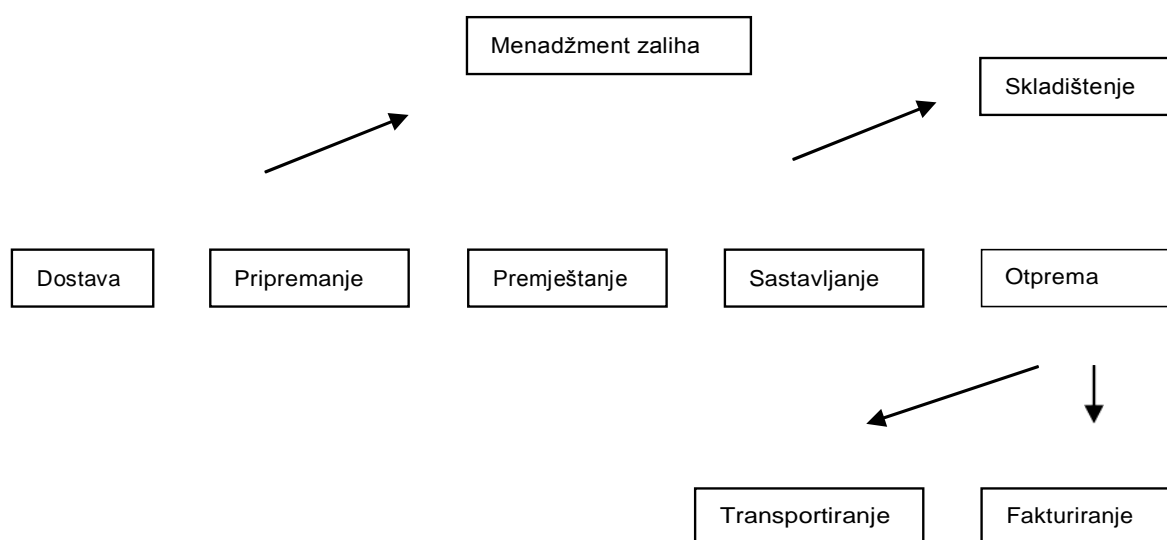 Menadžment zaliha
Skladištenje
Dostava
Pripremanje
Premještanje
Sastavljanje
Otprema
Transportiranje
Fakturiranje